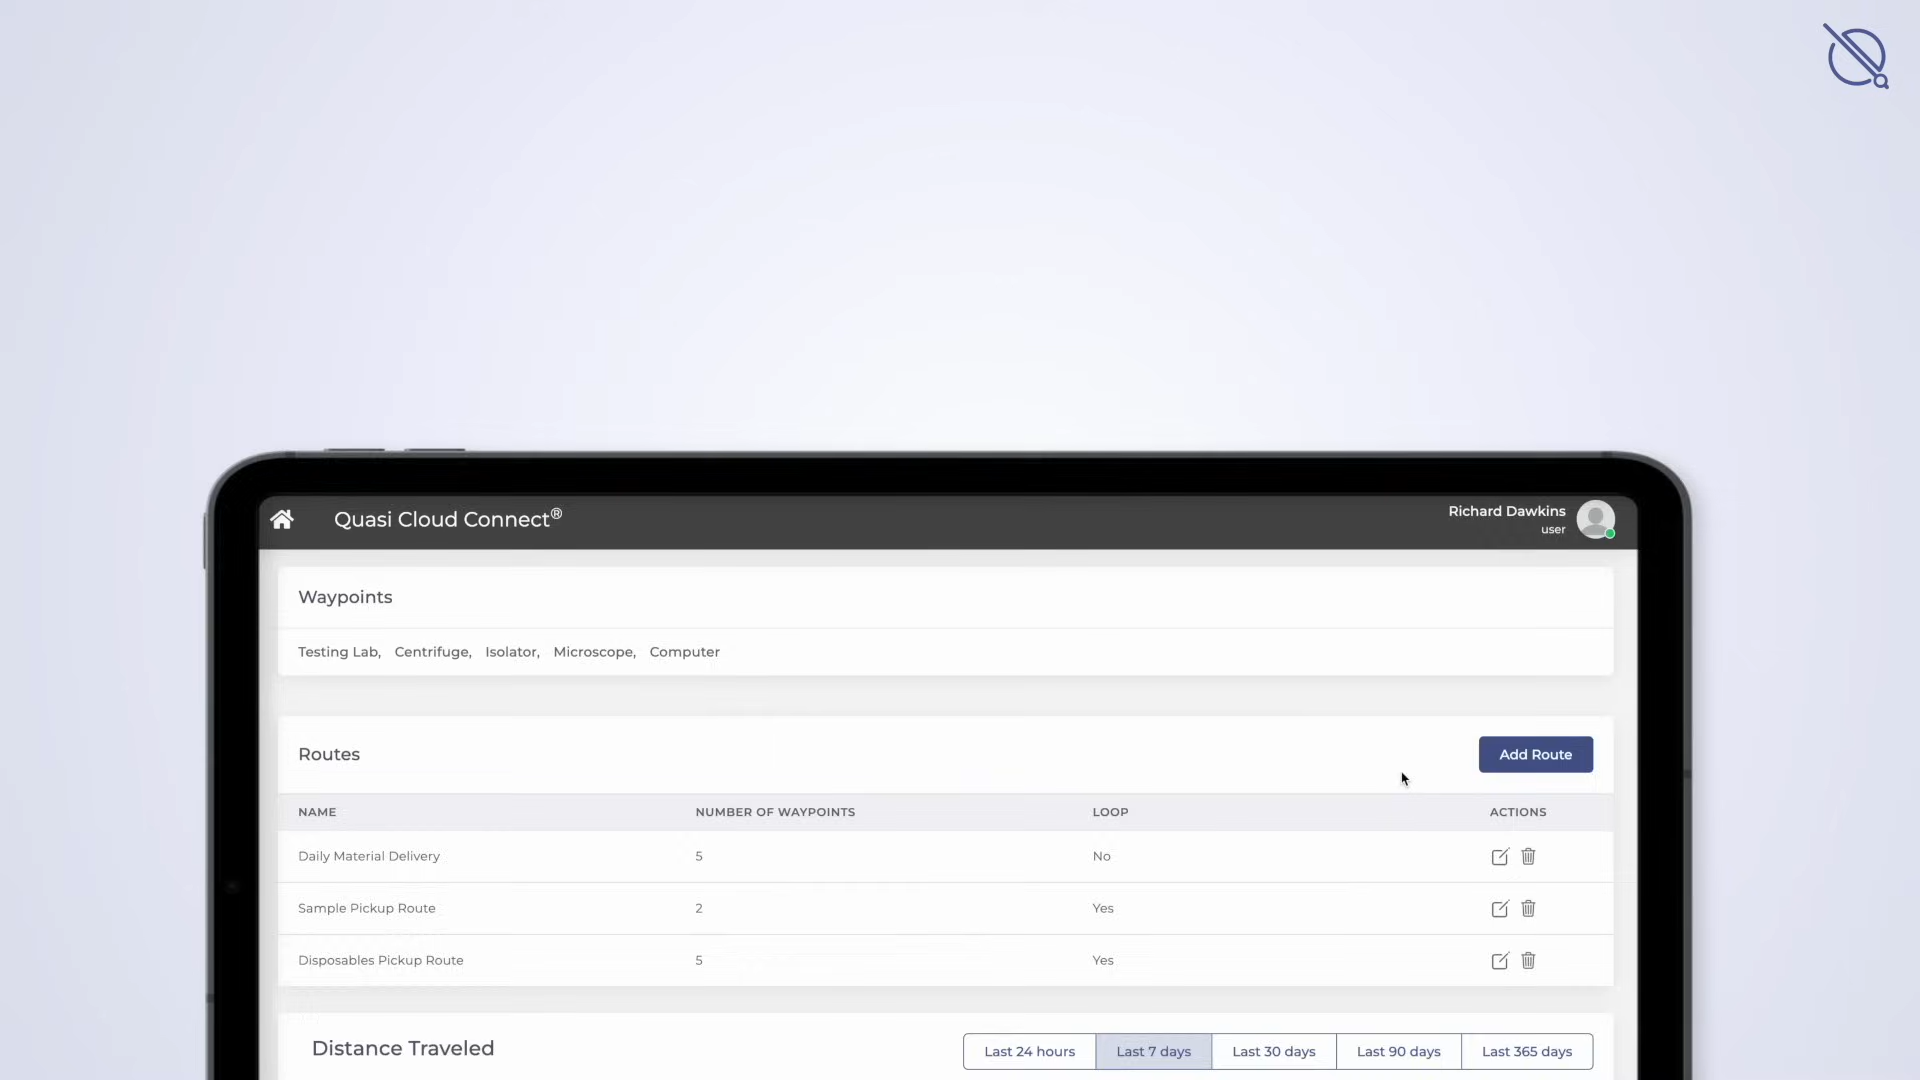 Quasi Cloud Connect®
Richard Dawkins
user
Waypoints
Testing Lab, Centrifuge, Isolator, Microscope, Computer
Routes
Add Route
NAME NUMBER OF WAYPOINTS LOOP ACTIONS
Daily Material Delivery 5 No
Sample Pickup Route 2 Yes
Disposables Pickup Route 5 Yes
Distance Traveled
Last 24 hours Last 7 days Last 30 days Last 90 days Last 365 days